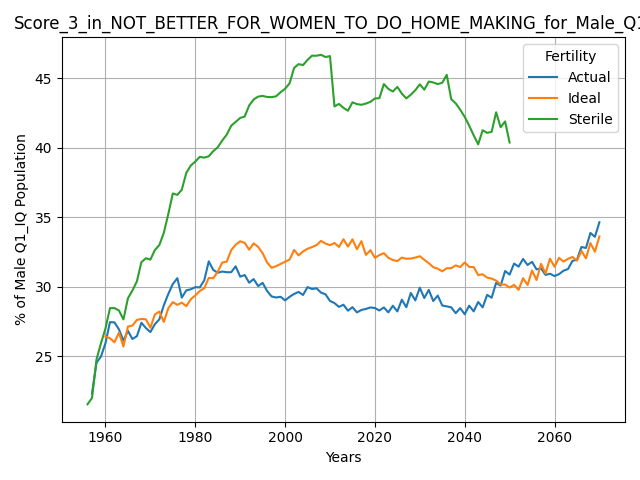 Score_3_in_NOT_BETTER_FOR_WOMEN_TO_DO_HOME_MAKING_for_Male_Q1
Fertility
Actual
Ideal
Sterile
% of Male Q1_IQ Population
45
40
35
30
25
1960 1980 2000 2020 2040 2060
Years